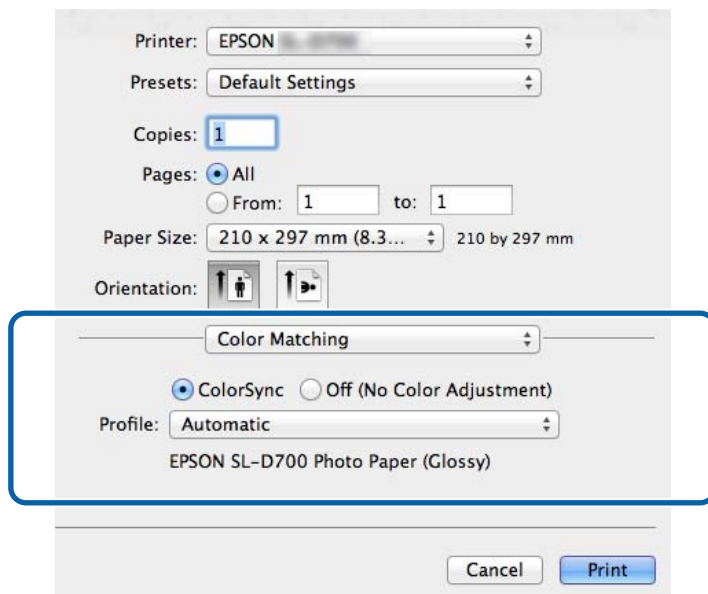 Printer: EPSON
Presets: Default Settings
Copies: 1
Pages: All
From: 1 to: 1
Paper Size: 210 x 297 mm (8.3... 210 by 297 mm
Orientation:
Color Matching
ColorSync Off (No Color Adjustment)
Profile: Automatic
EPSON SL-D700 Photo Paper (Glossy)
Cancel Print